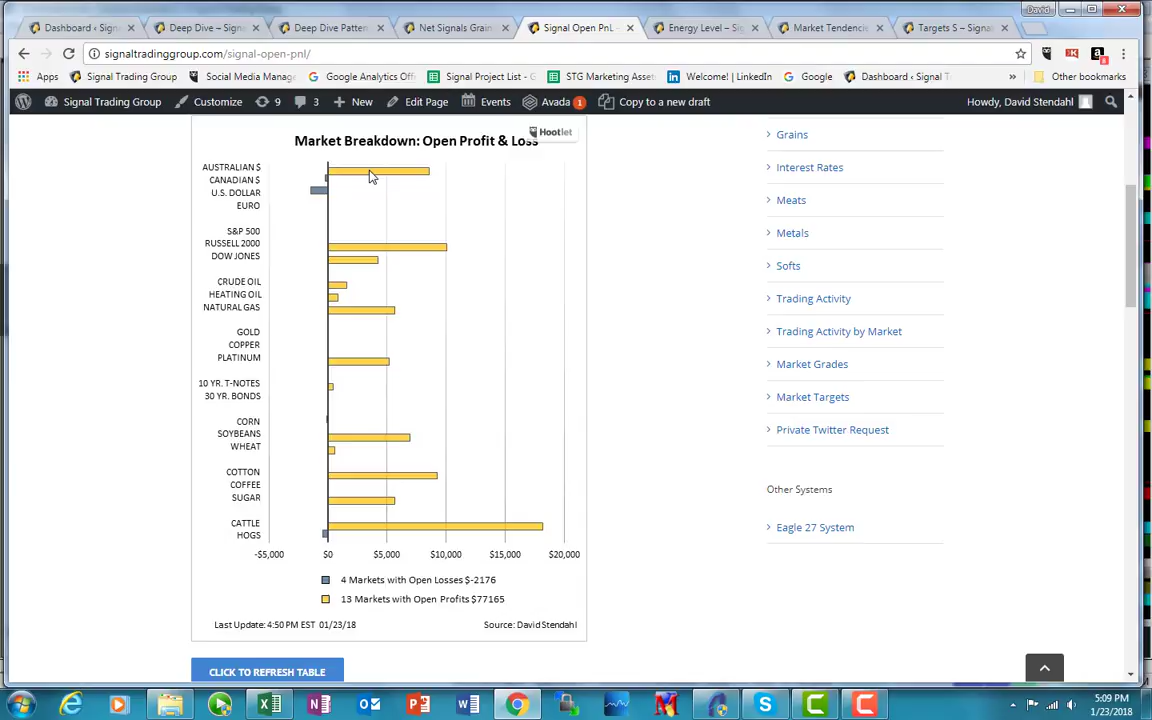 David
Dashboard ‹ Sign
Deep Dive – Signa
Deep Dive Pattern
Net Signals Grain
Signal Open PnL -
Energy Level – Sig
Market Tendencie
Targets S – Signal
signaltradinggroup.com/signal-open-pnl/
Apps
Signal Trading Group
Social Media Manage
Google Analytics Offi
Signal Project List - G
STG Marketing Asset
Welcome! | LinkedIn
Google
Dashboard ‹ Signal T
»
Other bookmarks
Signal Trading Group
Customize
9
3
New
Edit Page
Events
Avada 1
Copy to a new draft
Howdy, David Stendahl
Hootlet
Market Breakdown: Open Profit & Loss
AUSTRALIAN $
CANADIAN $
U.S. DOLLAR
EURO
S&P 500
RUSSELL 2000
DOW JONES
CRUDE OIL
HEATING OIL
NATURAL GAS
GOLD
COPPER
PLATINUM
10 YR. T-NOTES
30 YR. BONDS
CORN
SOYBEANS
WHEAT
COTTON
COFFEE
SUGAR
CATTLE
HOGS
-$5,000 $0 $5,000 $10,000 $15,000 $20,000
4 Markets with Open Losses $-2176
13 Markets with Open Profits $77165
Last Update: 4:50 PM EST 01/23/18 Source: David Stendahl
CLICK TO REFRESH TABLE
Grains
Interest Rates
Meats
Metals
Softs
Trading Activity
Trading Activity by Market
Market Grades
Market Targets
Private Twitter Request
Other Systems
Eagle 27 System
5:09 PM
1/23/2018